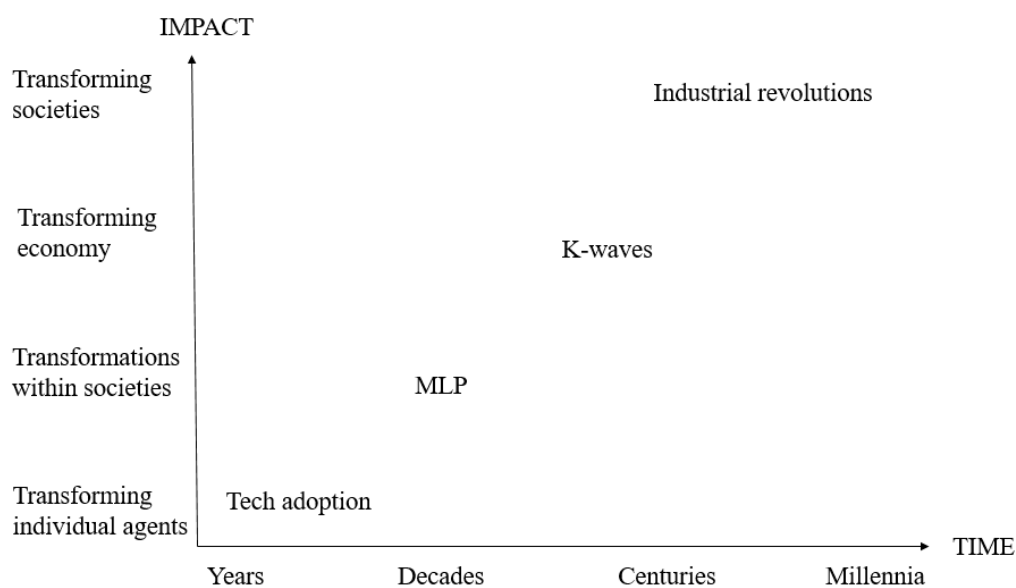 IMPACT
Transforming
societies
Industrial revolutions
Transforming
economy
K-waves
Transformations
within societies
MLP
Transforming
individual agents
Tech adoption
TIME
Years
Decades
Centuries
Millennia